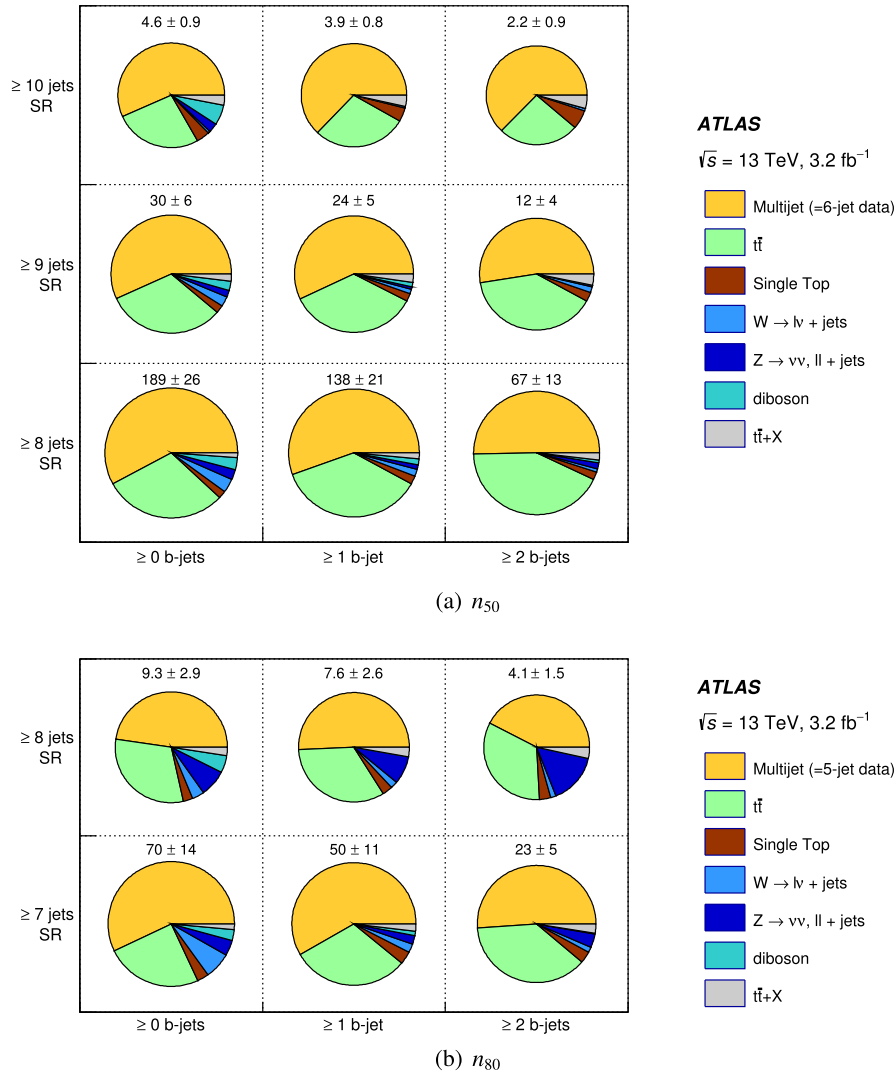 4.6 ± 0.9 3.9 ± 0.8 2.2 ± 0.9
≥ 10 jets
SR
30 ± 6 24 ± 5 12 ± 4
≥ 9 jets
SR
189 ± 26 138 ± 21 67 ± 13
≥ 8 jets
SR
≥ 0 b-jets ≥ 1 b-jet ≥ 2 b-jets
ATLAS
√s = 13 TeV, 3.2 fb⁻¹
Multijet (=6-jet data)
tt̄
Single Top
W → lν + jets
Z → νν, ll + jets
diboson
tt̄+X
(a) n₅₀
9.3 ± 2.9 7.6 ± 2.6 4.1 ± 1.5
≥ 8 jets
SR
70 ± 14 50 ± 11 23 ± 5
≥ 7 jets
SR
≥ 0 b-jets ≥ 1 b-jet ≥ 2 b-jets
ATLAS
√s = 13 TeV, 3.2 fb⁻¹
Multijet (=5-jet data)
tt̄
Single Top
W → lν + jets
Z → νν, ll + jets
diboson
tt̄+X
(b) n₈₀